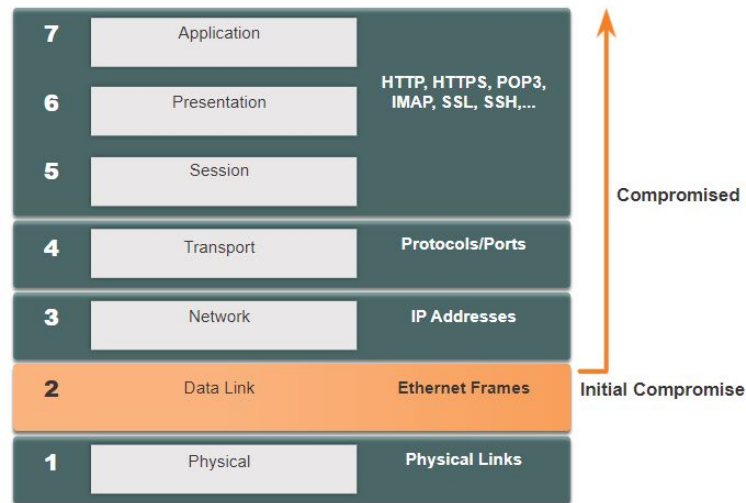 7 Application
HTTP, HTTPS, POP3,
IMAP, SSL, SSH,...
6 Presentation
5 Session
Compromised
4 Transport Protocols/Ports
3 Network IP Addresses
2 Data Link Ethernet Frames Initial Compromise
1 Physical Physical Links